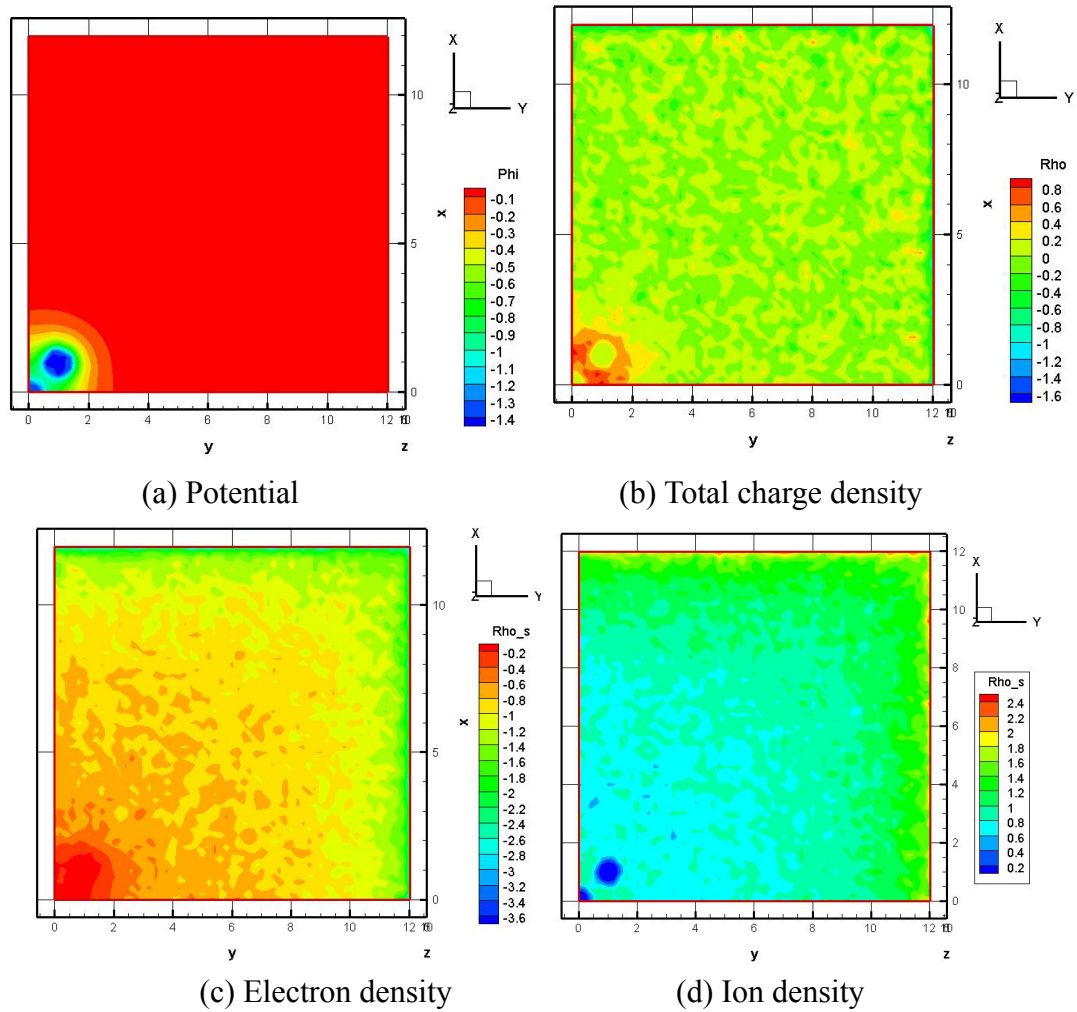 X
Z
Y
Phi
-0.1
-0.2
-0.3
-0.4
-0.5
-0.6
-0.7
-0.8
-0.9
-1
-1.1
-1.2
-1.3
-1.4
x
10
5
0
0 2 4 6 8 10 12
y
z
(a) Potential
X
Z
Y
Rho
0.8
0.6
0.4
0.2
0
-0.2
-0.4
-0.6
-0.8
-1
-1.2
-1.4
-1.6
x
10
5
0
0 2 4 6 8 10 12
y
z
(b) Total charge density
X
Z
Y
Rho_s
-0.2
-0.4
-0.6
-0.8
-1
-1.2
-1.4
-1.6
-1.8
-2
-2.2
-2.4
-2.6
-2.8
-3
-3.2
-3.4
-3.6
x
10
5
0
0 2 4 6 8 10 12
y
z
(c) Electron density
X
Z
Y
Rho_s
2.4
2.2
2
1.8
1.6
1.4
1.2
1
0.8
0.6
0.4
0.2
12
10
8
6
4
2
0
0 2 4 6 8 10 12
y
z
(d) Ion density